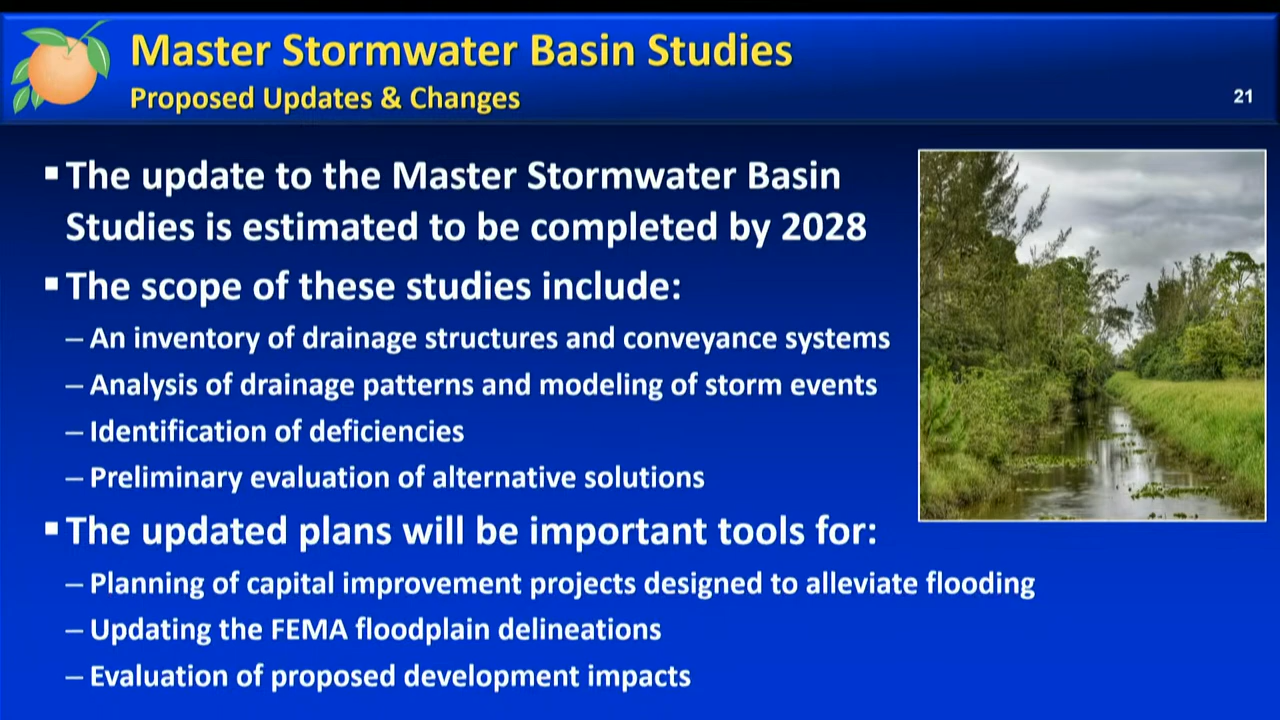 Master Stormwater Basin Studies
Proposed Updates & Changes
21
▪ The update to the Master Stormwater Basin
Studies is estimated to be completed by 2028
▪ The scope of these studies include:
– An inventory of drainage structures and conveyance systems
– Analysis of drainage patterns and modeling of storm events
– Identification of deficiencies
– Preliminary evaluation of alternative solutions
▪ The updated plans will be important tools for:
– Planning of capital improvement projects designed to alleviate flooding
– Updating the FEMA floodplain delineations
– Evaluation of proposed development impacts